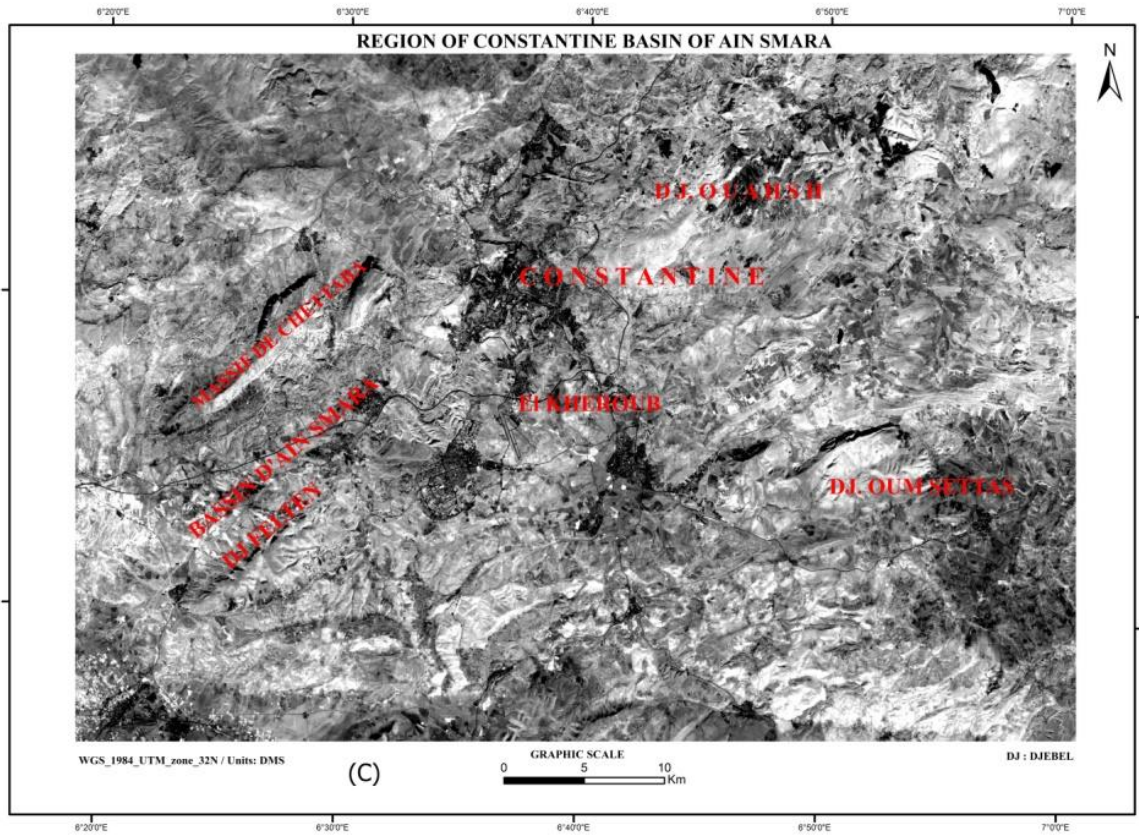 6°20'0"E 6°30'0"E 6°40'0"E 6°50'0"E 7°0'0"E
REGION OF CONSTANTINE BASIN OF AIN SMARA
N
DJ. OUAHSH
CONSTANTINE
MASSIF DE CHETTABA
El KHEROUB
BASSIN D'AIN SMARA
DJ. OUM SETTAS
DJ FELTEN
GRAPHIC SCALE
WGS_1984_UTM_zone_32N / Units: DMS
(C)
0 5 10
Km
DJ : DJEBEL
6°20'0"E 6°30'0"E 6°40'0"E 6°50'0"E 7°0'0"E